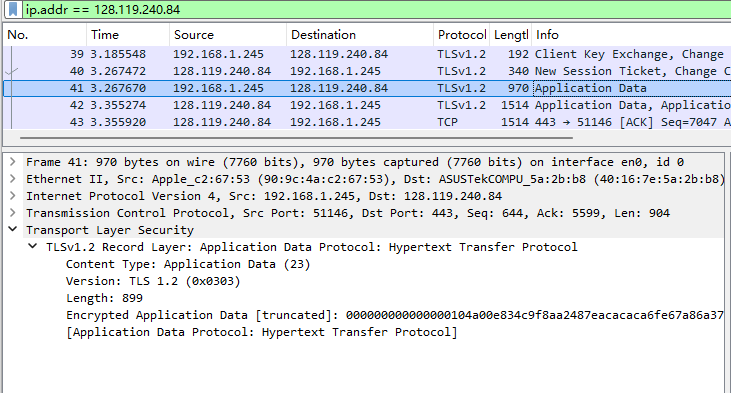 ip.addr == 128.119.240.84
No. Time Source Destination Protocol Lengtl Info
39 3.185548 192.168.1.245 128.119.240.84 TLSv1.2 192 Client Key Exchange, Change
40 3.267472 128.119.240.84 192.168.1.245 TLSv1.2 340 New Session Ticket, Change C
41 3.267670 192.168.1.245 128.119.240.84 TLSv1.2 970 Application Data
42 3.355274 128.119.240.84 192.168.1.245 TLSv1.2 1514 Application Data, Applicatio
43 3.355920 128.119.240.84 192.168.1.245 TCP 1514 443 → 51146 [ACK] Seq=7047 A
Frame 41: 970 bytes on wire (7760 bits), 970 bytes captured (7760 bits) on interface en0, id 0
Ethernet II, Src: Apple_c2:67:53 (90:9c:4a:c2:67:53), Dst: ASUSTekCOMPU_5a:2b:b8 (40:16:7e:5a:2b:b8)
Internet Protocol Version 4, Src: 192.168.1.245, Dst: 128.119.240.84
Transmission Control Protocol, Src Port: 51146, Dst Port: 443, Seq: 644, Ack: 5599, Len: 904
Transport Layer Security
TLSv1.2 Record Layer: Application Data Protocol: Hypertext Transfer Protocol
Content Type: Application Data (23)
Version: TLS 1.2 (0x0303)
Length: 899
Encrypted Application Data [truncated]: 000000000000000104a00e834c9f8aa2487eacacaca6fe67a86a37
[Application Data Protocol: Hypertext Transfer Protocol]